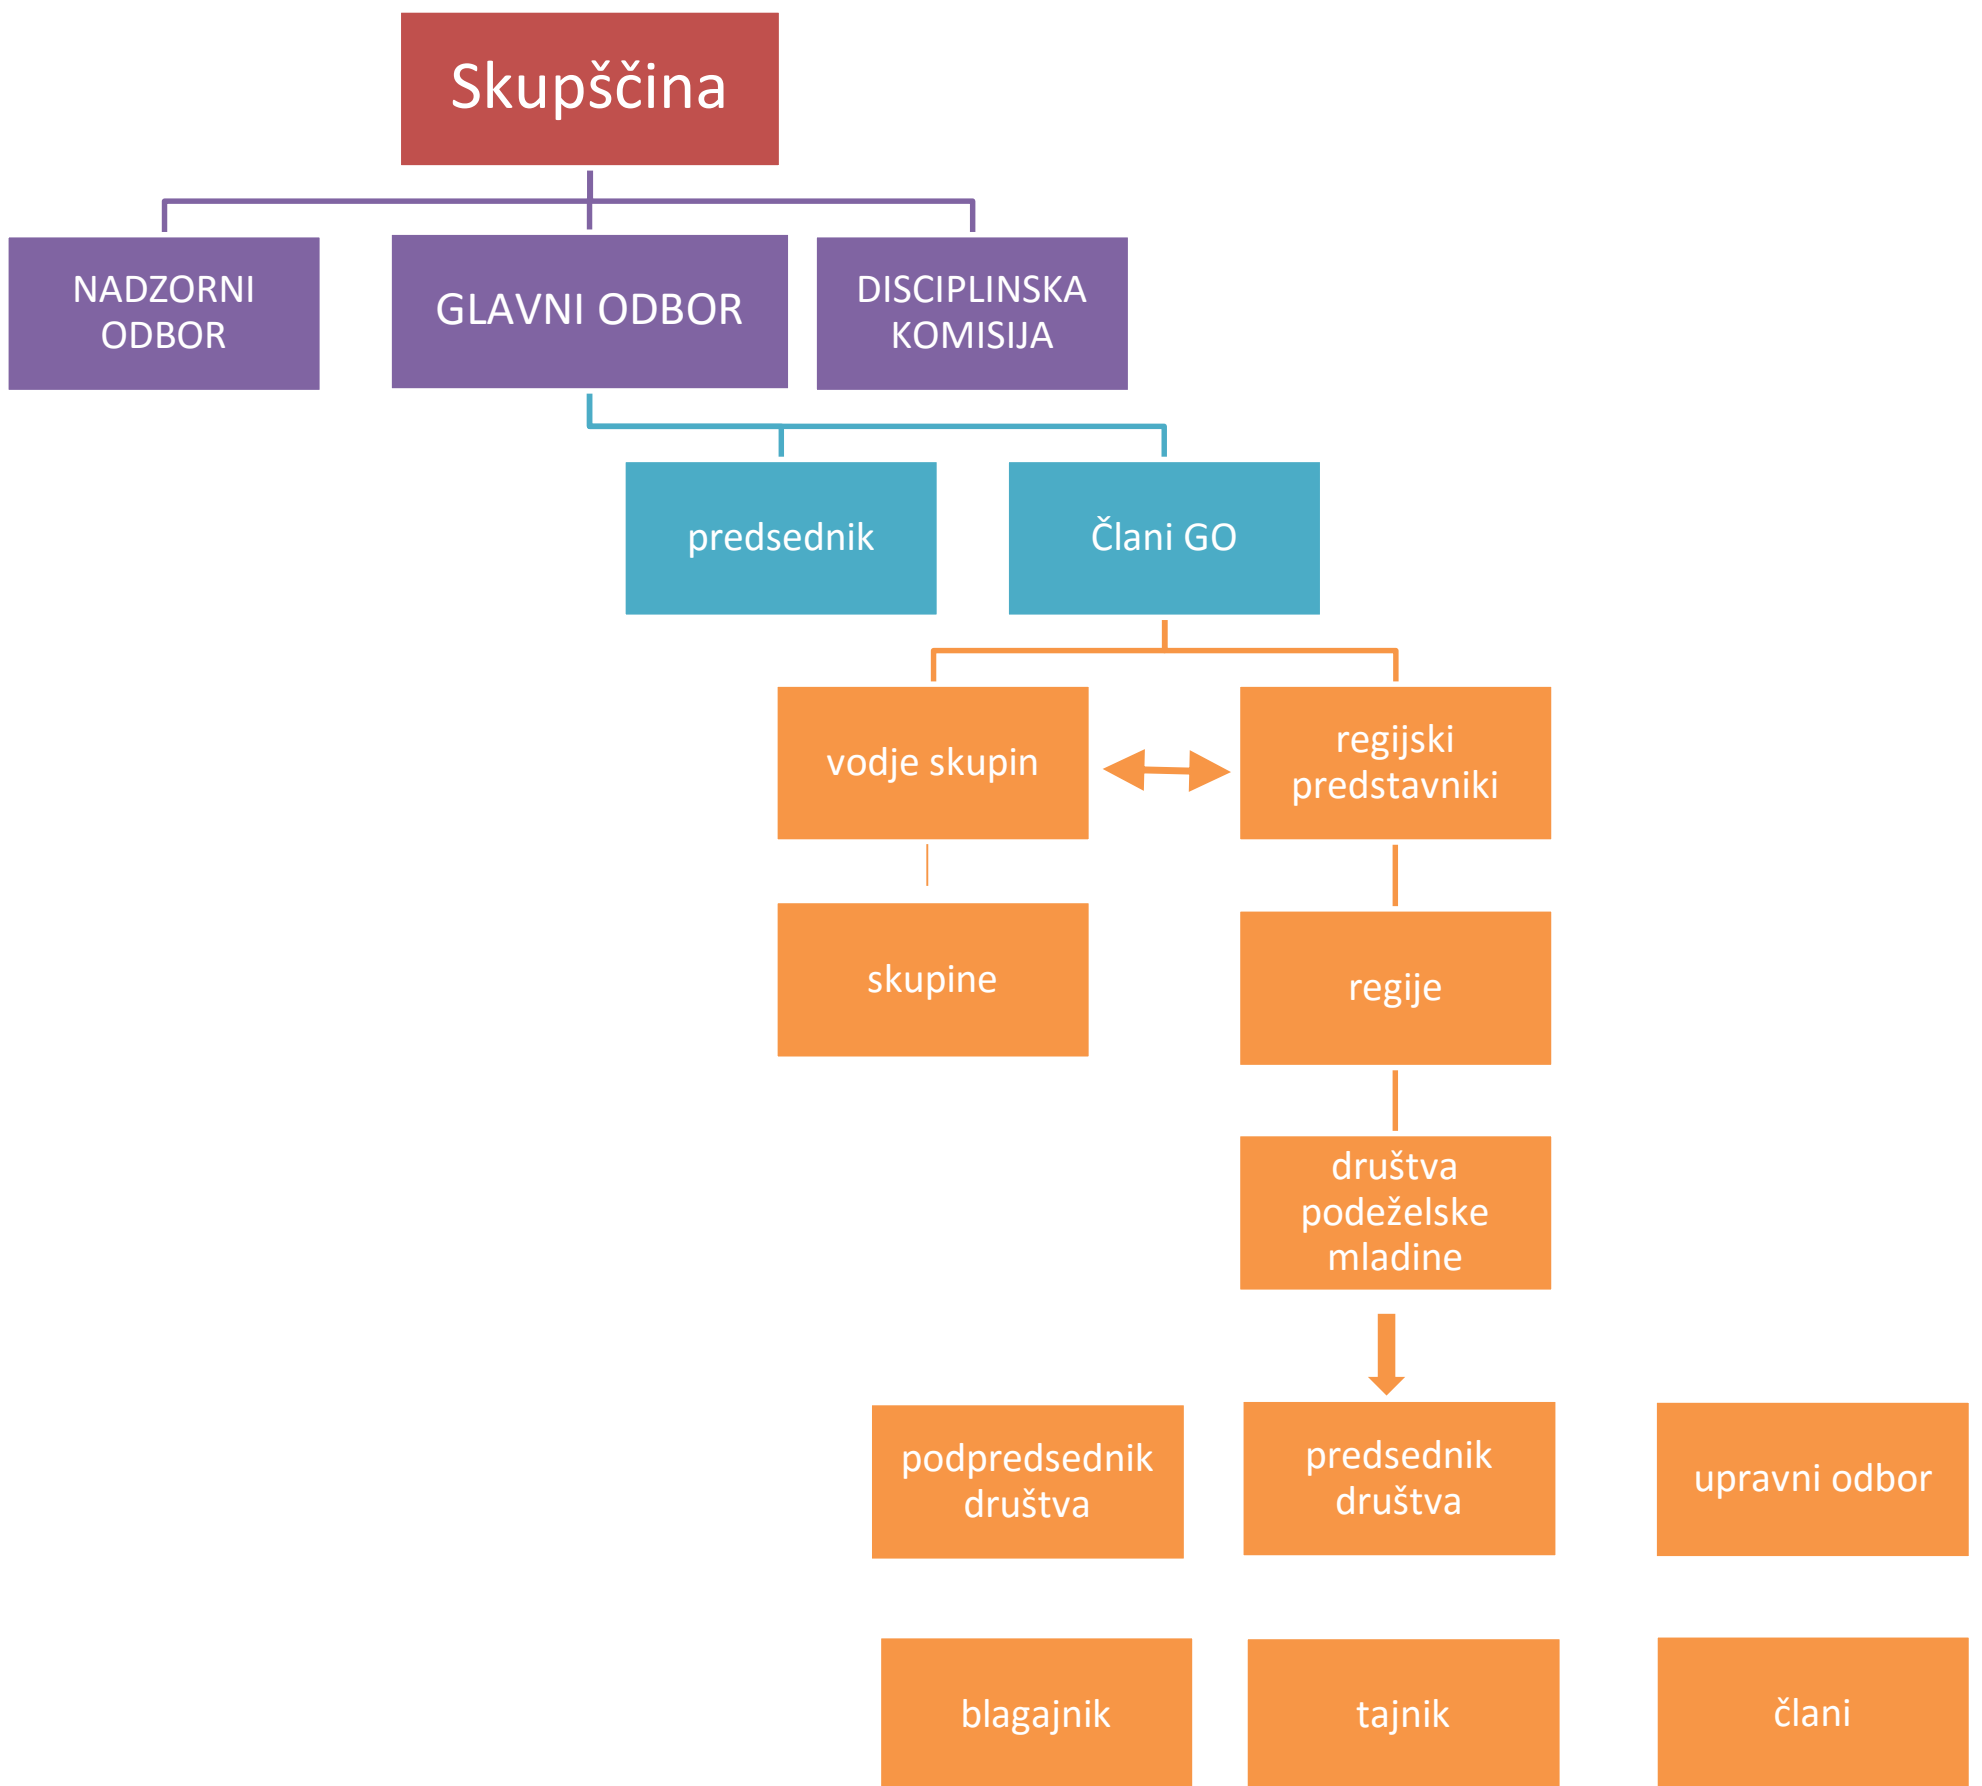 Skupščina
NADZORNI
ODBOR
GLAVNI ODBOR
DISCIPLINSKA
KOMISIJA
predsednik
Člani GO
vodje skupin
regijski
predstavniki
skupine
regije
društva
podeželske
mladine
podpredsednik
društva
predsednik
društva
upravni odbor
blagajnik
tajnik
člani